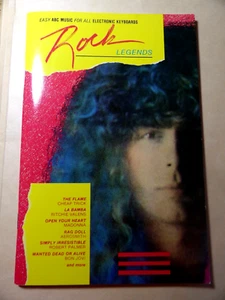 EASY ABC MUSIC FOR ALL ELECTRONIC KEYBOARDS
Rock
LEGENDS
THE FLAME
CHEAP TRICK
LA BAMBA
RITCHIE VALENS
OPEN YOUR HEART
MADONNA
RAG DOLL
AEROSMITH
SIMPLY IRRESISTIBLE
ROBERT PALMER
WANTED DEAD OR ALIVE
BON JOVI
AND MORE